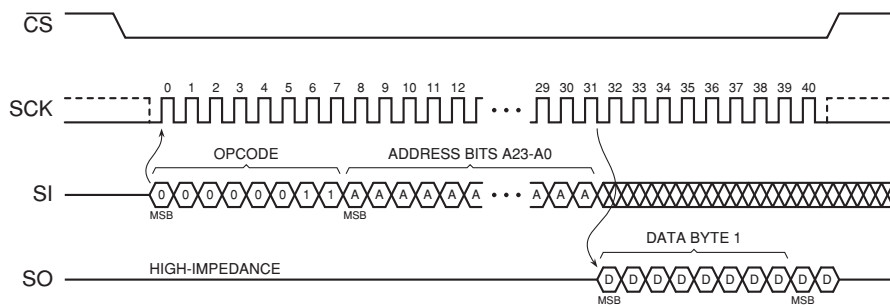 CS
0 1 2 3 4 5 6 7 8 9 10 11 12 29 30 31 32 33 34 35 36 37 38 39 40
SCK
OPCODE ADDRESS BITS A23-A0
SI 0 0 0 0 0 0 1 1 A A A A A A • • • A A A
MSB MSB
DATA BYTE 1
SO HIGH-IMPEDANCE D D D D D D D D D D
MSB MSB